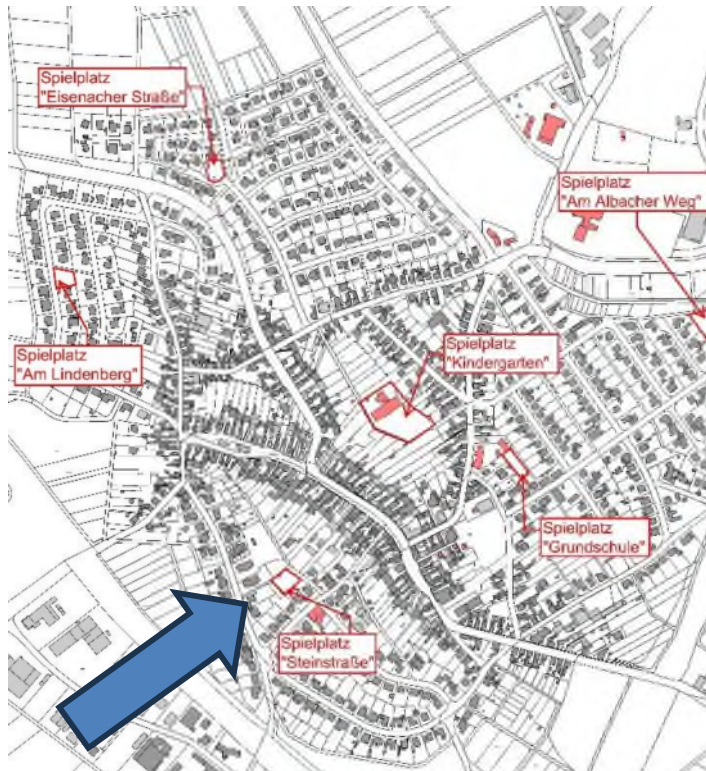 Spielplatz
"Eisenacher Straße"
Spielplatz
"Am Albacher Weg"
Spielplatz
"Am Lindenberg"
Spielplatz
"Kindergarten"
Spielplatz
"Grundschule"
Spielplatz
"Steinstraße"